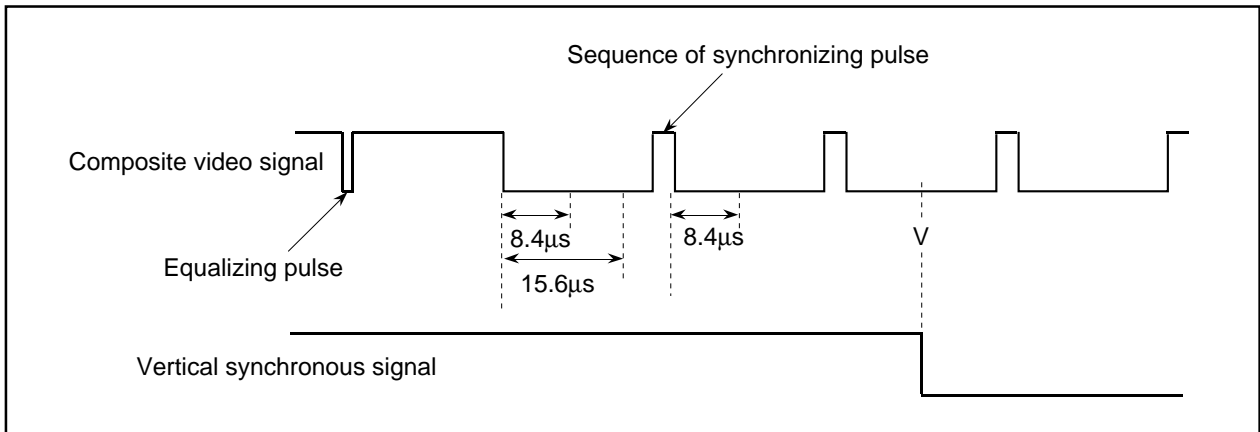 Sequence of synchronizing pulse
Composite video signal
8.4μs
8.4μs
V
Equalizing pulse
15.6μs
Vertical synchronous signal